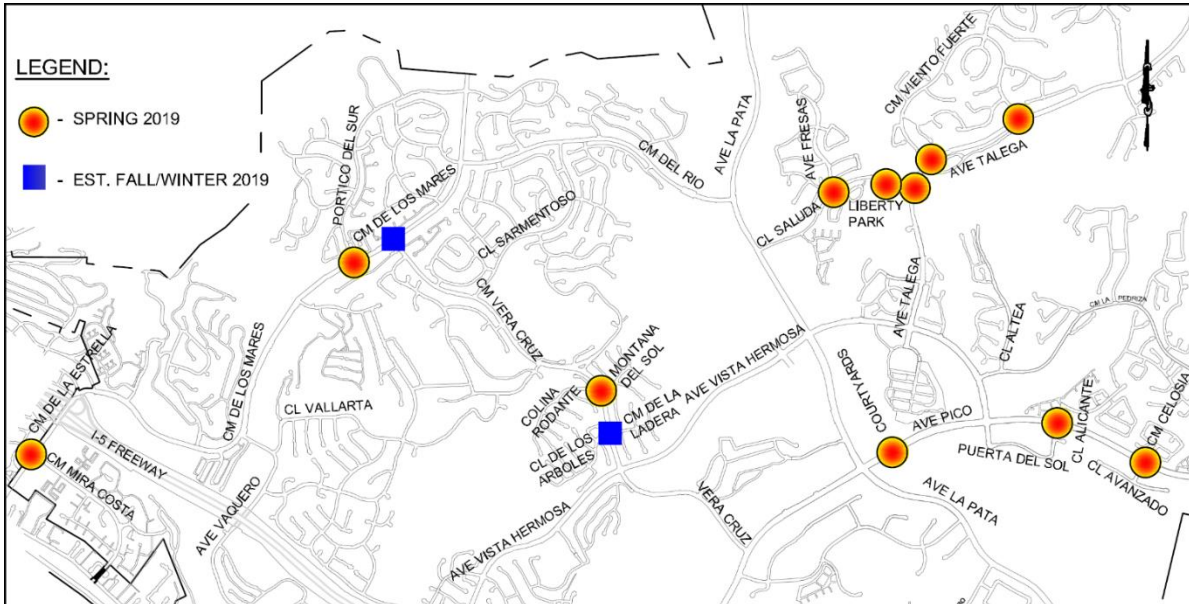 LEGEND:
- SPRING 2019
- EST. FALL/WINTER 2019
PORTICO DEL SUR
CM DE LOS MARES
CL SARMENTOSO
CM DEL RIO
AVE LA PATA
AVE FRESAS
CM VIENTO FUERTE
CL SALUDA
LIBERTY
PARK
AVE TALEGA
AVE TALEGA
CM VERA CRUZ
CM DE LA ESTRELLA
CM DE LOS MARES
CL VALLARTA
COLINA
RODANTE
MONTANA
DEL SOL
CM DE LA
LADERA
CL DE LOS
ARBOLES
AVE VISTA HERMOSA
CL ALTEA
CM LA PEDRIZA
I-5 FREEWAY
CM MIRA COSTA
AVE VAQUERO
AVE VISTA HERMOSA
VERA CRUZ
COURTYARDS
AVE PICO
PUERTA DEL SOL
CL ALICANTE
CM CELOSIA
CL AVANZADO
AVE LA PATA